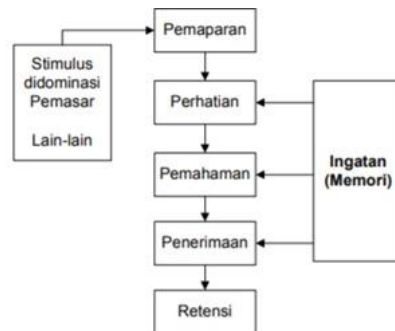 Pemaparan
Stimulus
didominasi
Pemasar
Lain-lain
Perhatian
Pemahaman
Ingatan
(Memori)
Penerimaan
Retensi